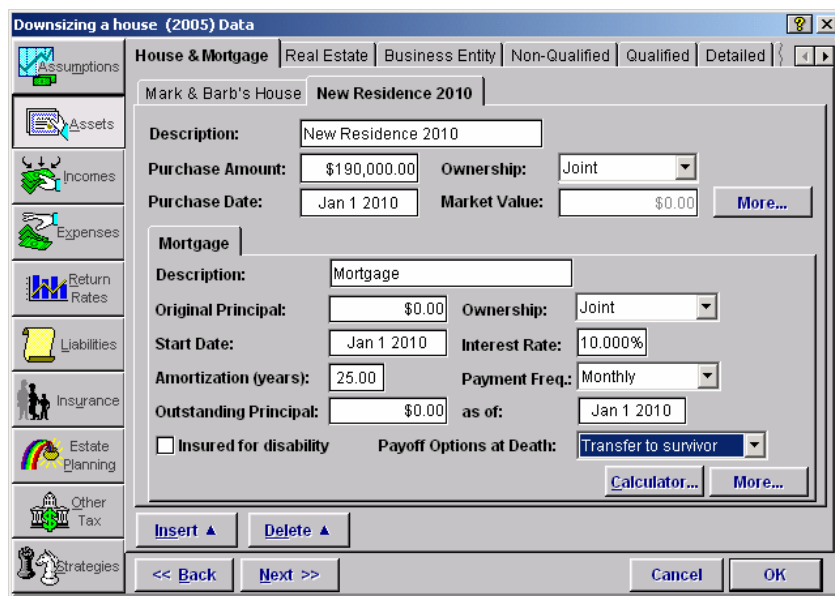 Downsizing a house (2005) Data
Assumptions
Assets
Incomes
Expenses
Return Rates
Liabilities
Insurance
Estate Planning
Other Tax
Strategies
House & Mortgage Real Estate Business Entity Non-Qualified Qualified Detailed
Mark & Barb's House New Residence 2010
Description: New Residence 2010
Purchase Amount: $190,000.00 Ownership: Joint
Purchase Date: Jan 1 2010 Market Value: $0.00 More...
Mortgage
Description: Mortgage
Original Principal: $0.00 Ownership: Joint
Start Date: Jan 1 2010 Interest Rate: 10.000%
Amortization (years): 25.00 Payment Freq.: Monthly
Outstanding Principal: $0.00 as of: Jan 1 2010
Insured for disability Payoff Options at Death: Transfer to survivor
Calculator... More...
Insert ▲ Delete ▲
<< Back Next >> Cancel OK